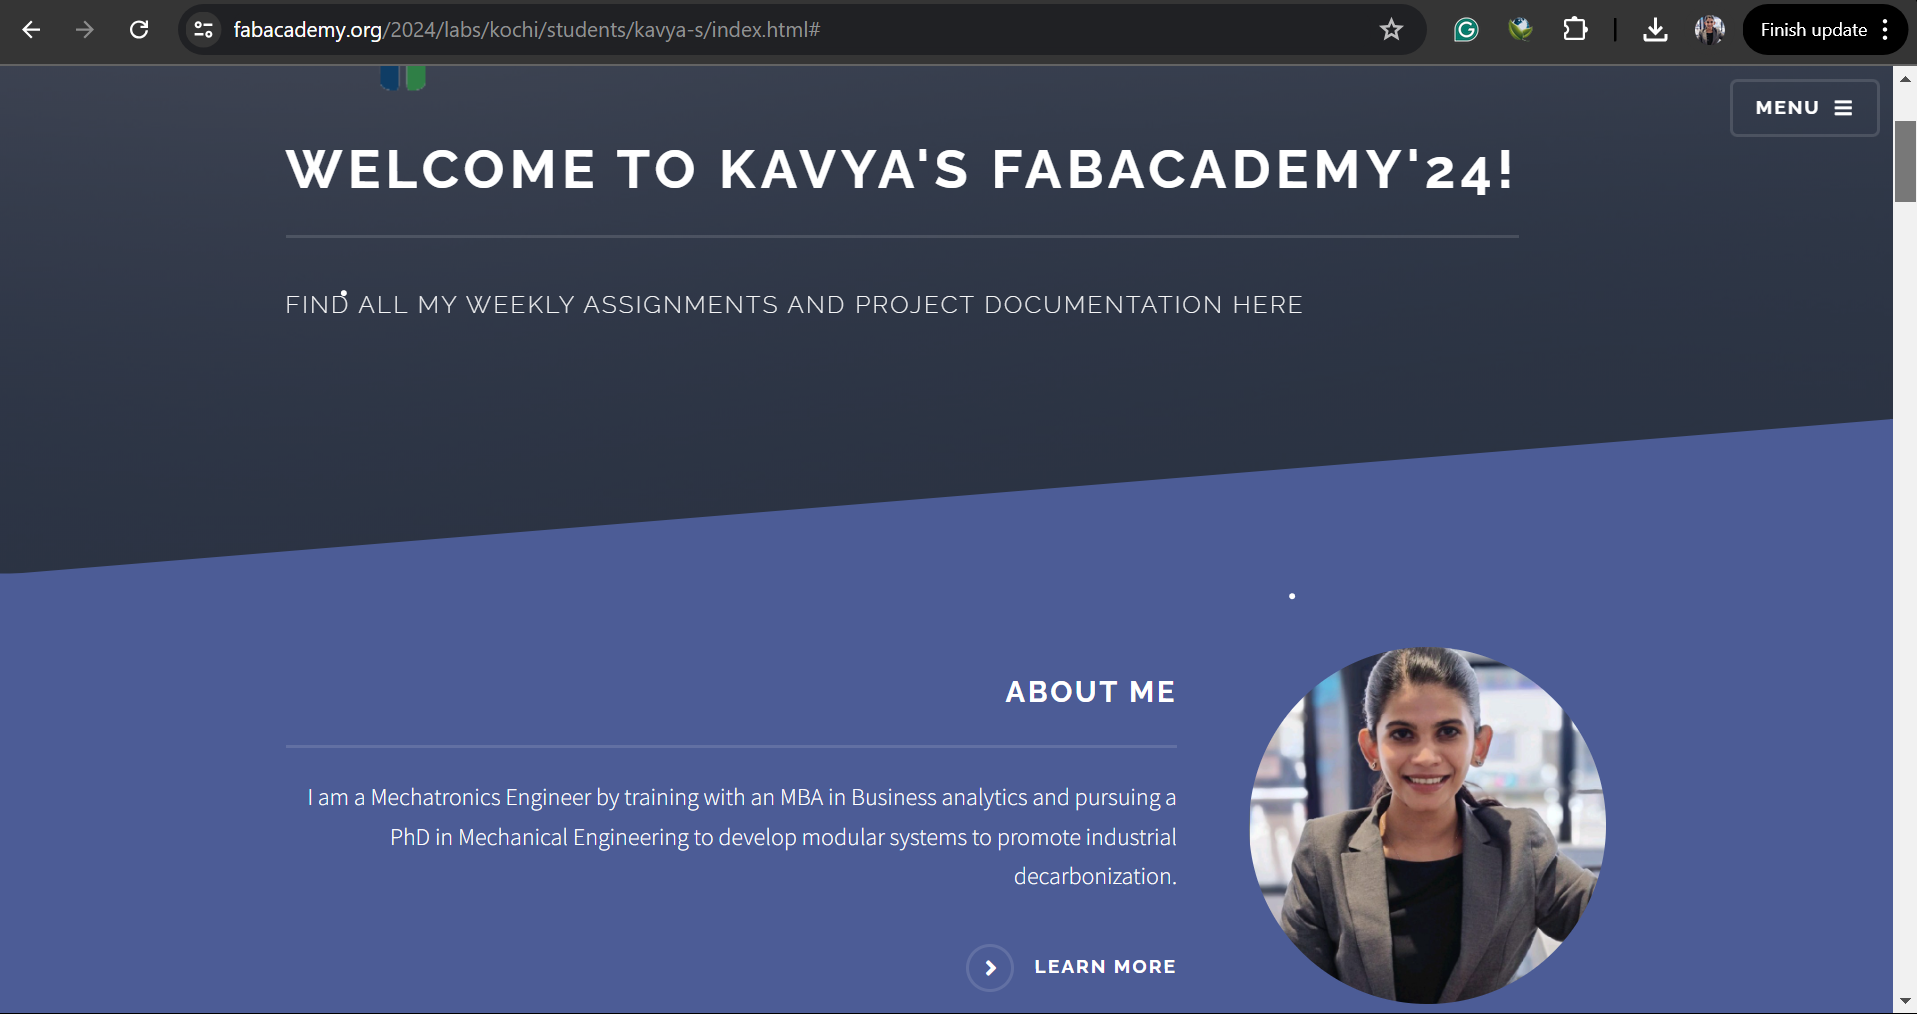 fabacademy.org/2024/labs/kochi/students/kavya-s/index.html#
Finish update
MENU
WELCOME TO KAVYA'S FABACADEMY'24!
FIND ALL MY WEEKLY ASSIGNMENTS AND PROJECT DOCUMENTATION HERE
ABOUT ME
I am a Mechatronics Engineer by training with an MBA in Business analytics and pursuing a
PhD in Mechanical Engineering to develop modular systems to promote industrial
decarbonization.
LEARN MORE